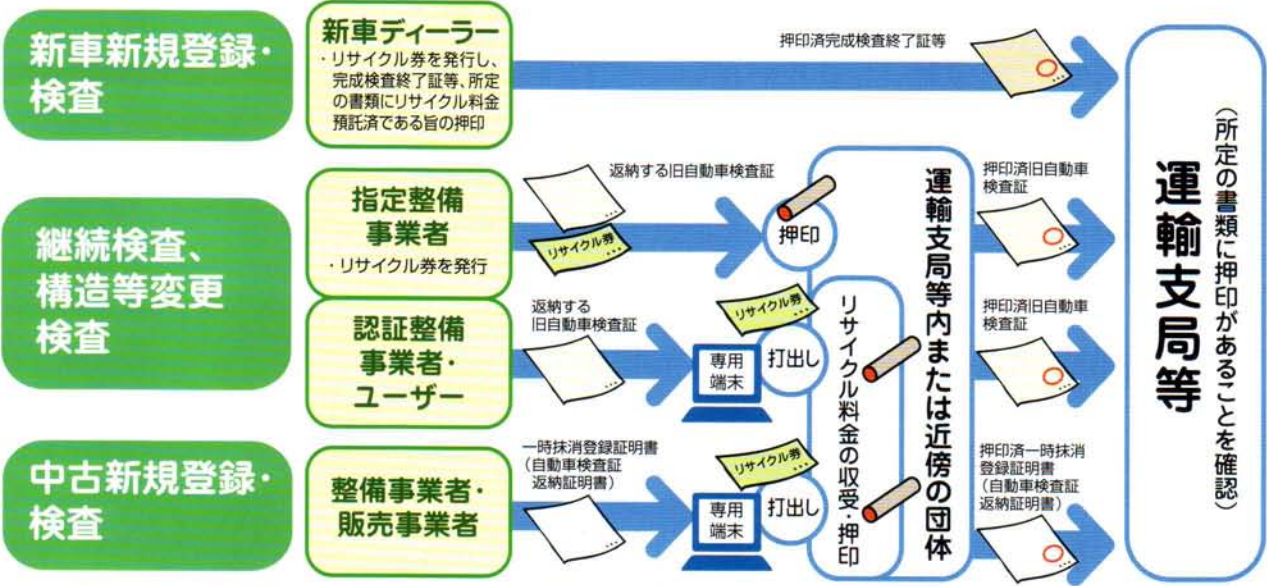 新車新規登録・
検査
新車ディーラー
・リサイクル券を発行し、
完成検査終了証等、所定
の書類にリサイクル料金
預託済である旨の押印
押印済完成検査終了証等
継続検査、
構造等変更
検査
指定整備
事業者
・リサイクル券を発行
返納する旧自動車検査証
リサイクル券
押印
押印済旧自動車
検査証
認証整備
事業者・
ユーザー
返納する
旧自動車検査証
専用
端末
リサイクル券
打出し
押印済旧自動車
検査証
中古新規登録・
検査
整備事業者・
販売事業者
一時抹消登録証明書
（自動車検査証
返納証明書）
専用
端末
リサイクル券
打出し
リサイクル料金の収受・押印
運輸支局等内または近傍の団体
押印済一時抹消
登録証明書
（自動車検査証
返納証明書）
運輸支局等
（所定の書類に押印があることを確認）